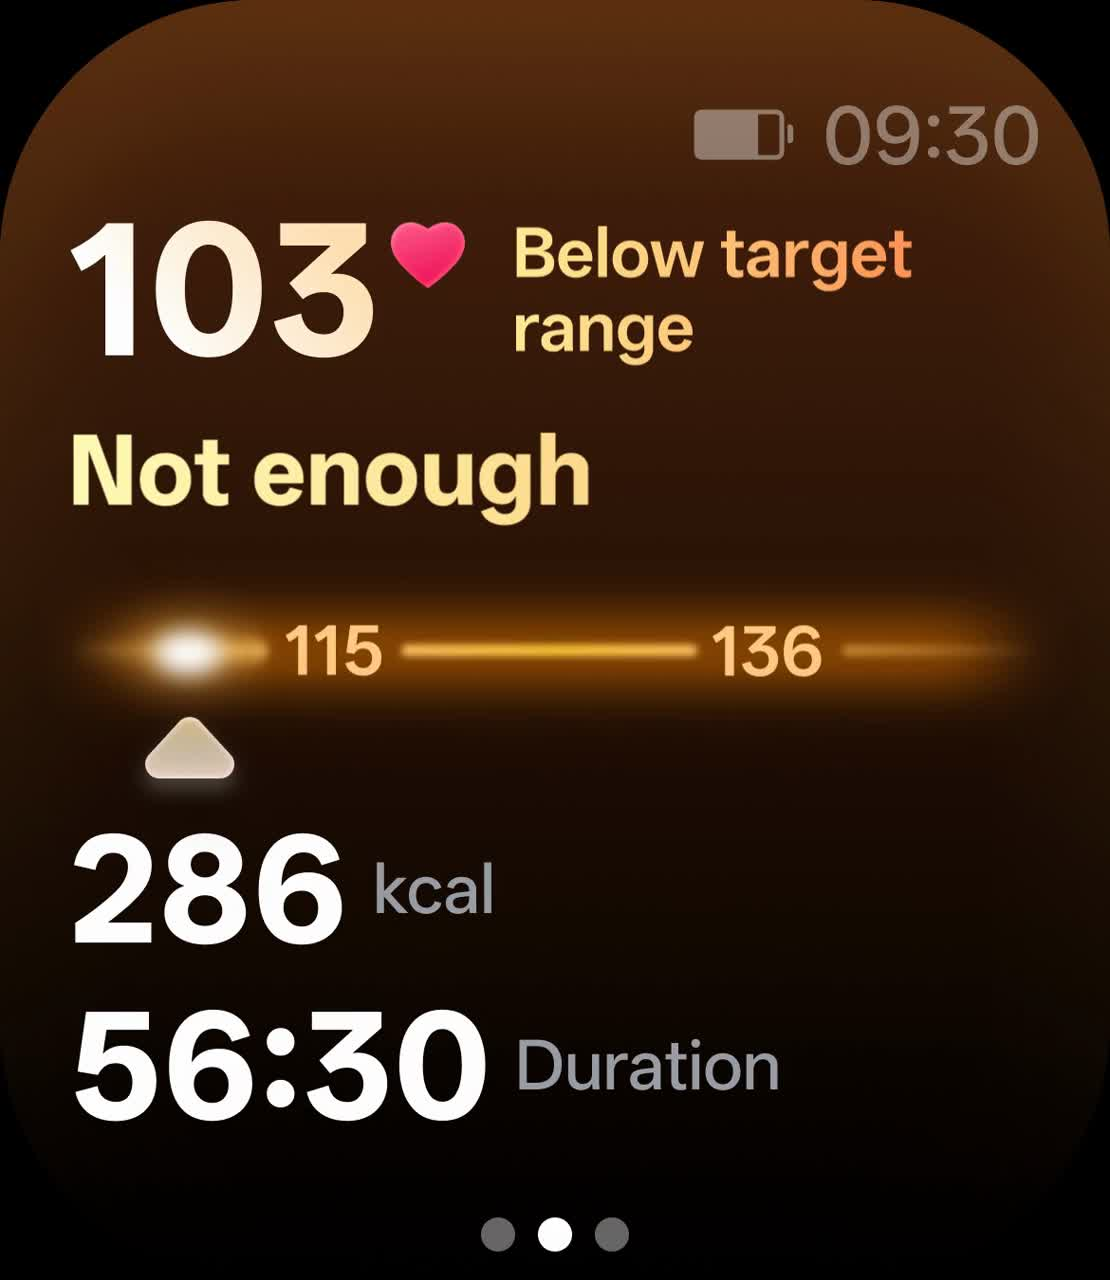 09:30
103 Below target
range
Not enough
115 136
286 kcal
56:30 Duration